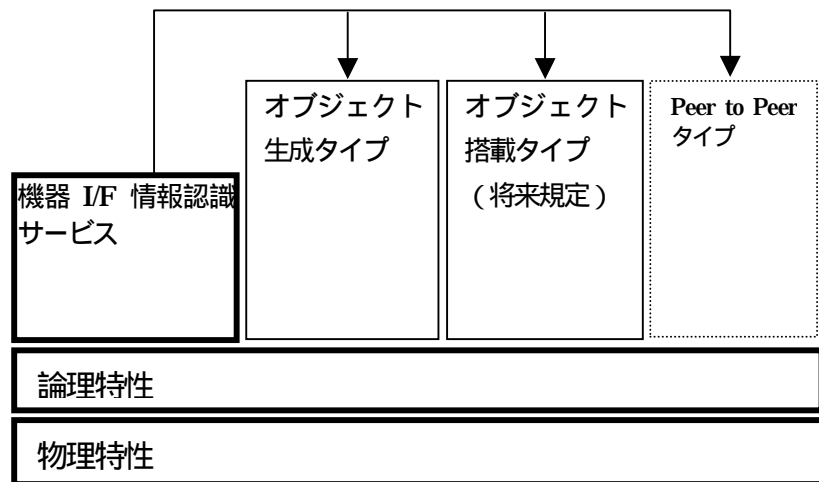 オブジェクト
生成タイプ
オブジェクト
搭載タイプ
(将来規定)
Peer to Peer
タイプ
機器 I/F 情報認識
サービス
論理特性
物理特性